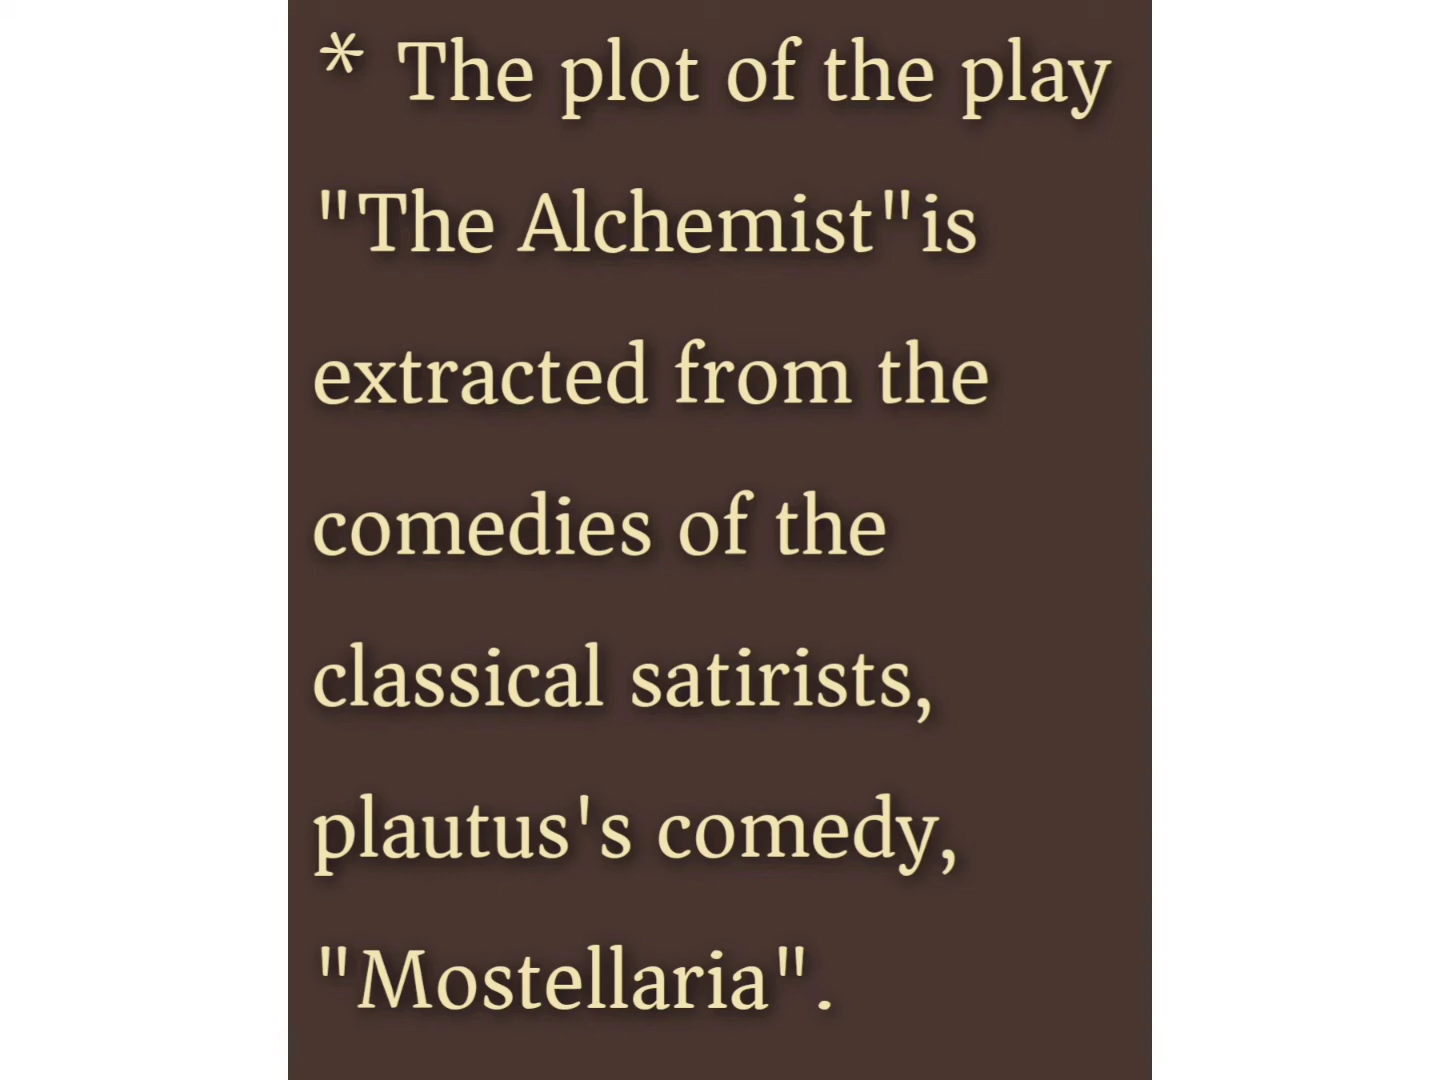 * The plot of the play
"The Alchemist"is
extracted from the
comedies of the
classical satirists,
plautus's comedy,
"Mostellaria".